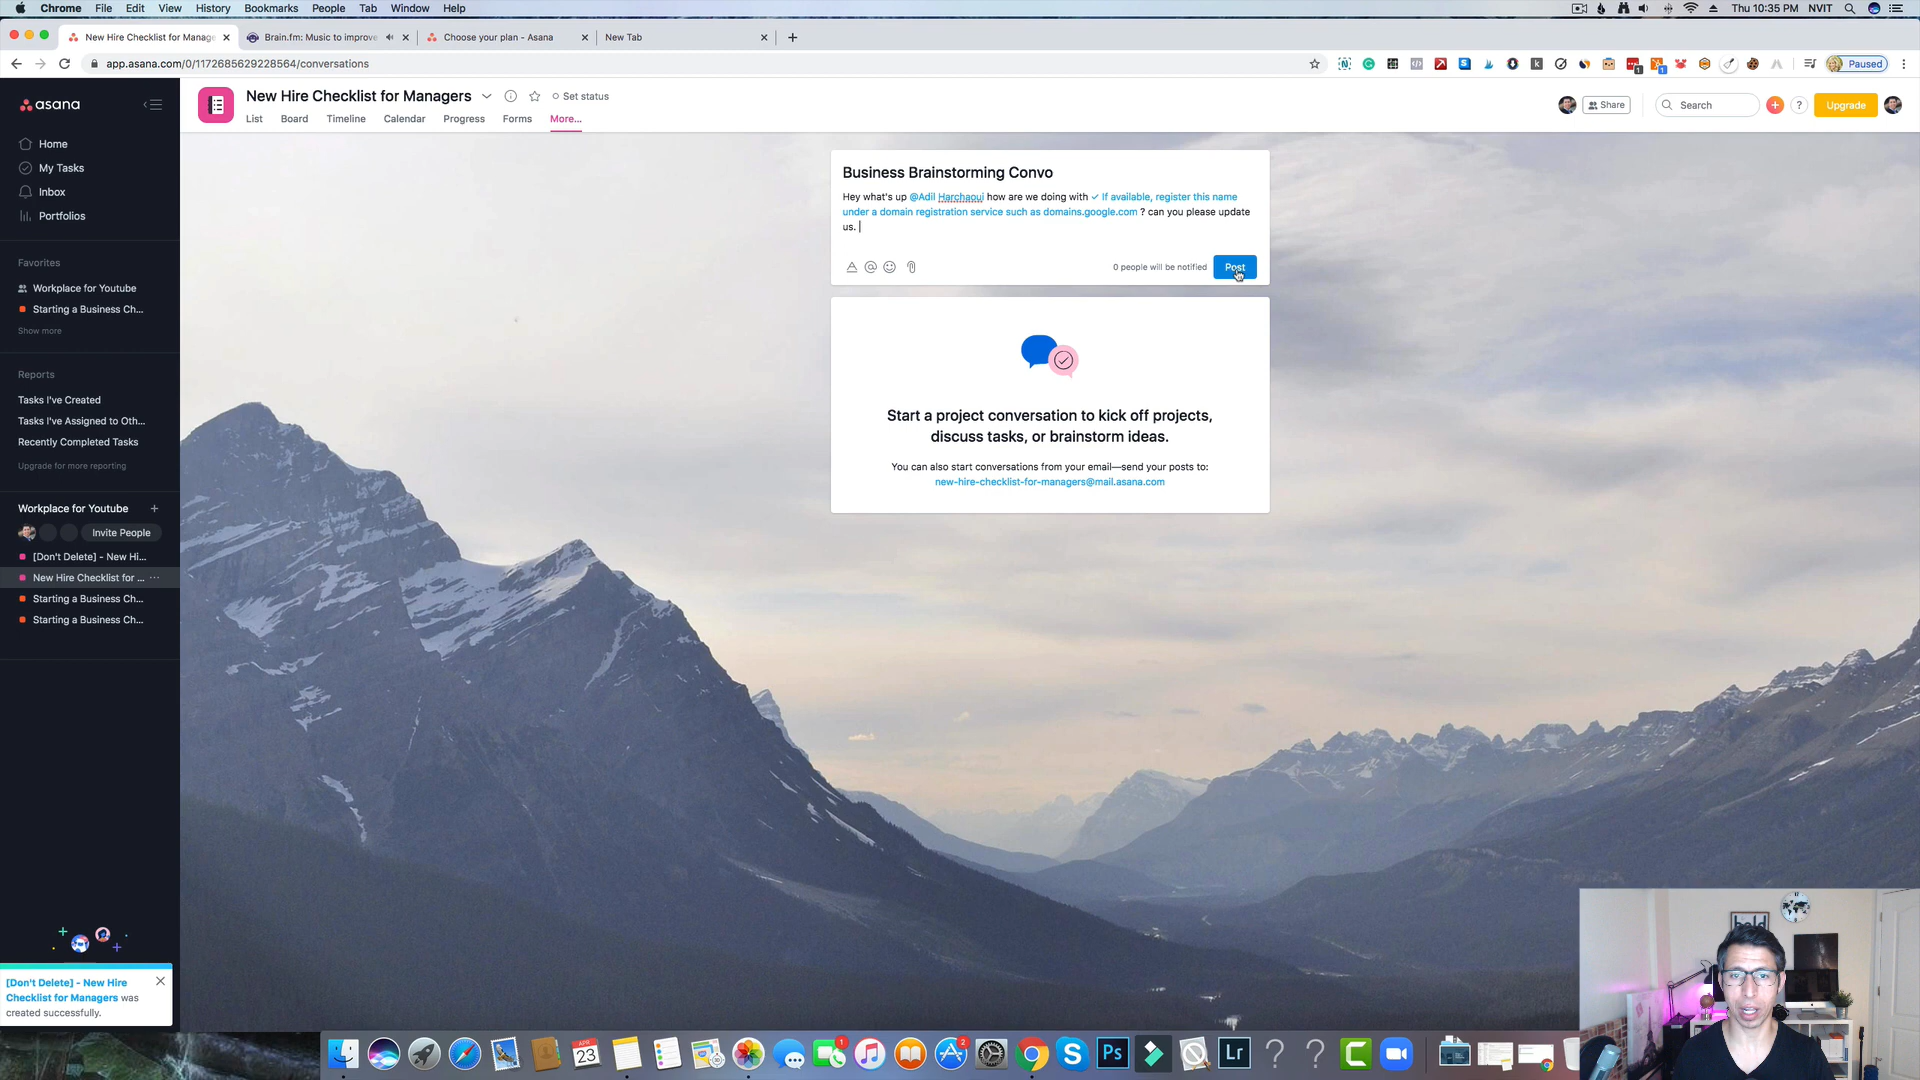 Chrome File Edit View History Bookmarks People Tab Window Help
Thu 10:35 PM NVIT
New Hire Checklist for Manage
Brain.fm: Music to improve
Choose your plan - Asana
New Tab
app.asana.com/0/1172685629228564/conversations
Paused
asana
New Hire Checklist for Managers
Set status
Share
Search
Upgrade
List Board Timeline Calendar Progress Forms More...
Home
My Tasks
Inbox
Portfolios
Favorites
Workplace for Youtube
Starting a Business Ch...
Show more
Reports
Tasks I've Created
Tasks I've Assigned to Oth...
Recently Completed Tasks
Upgrade for more reporting
Workplace for Youtube
Invite People
[Don't Delete] - New Hi...
New Hire Checklist for ...
Starting a Business Ch...
Starting a Business Ch...
Business Brainstorming Convo
Hey what's up @Adil Harchaoui how are we doing with ✓ If available, register this name
under a domain registration service such as domains.google.com ? can you please update
us.
0 people will be notified
Post
Start a project conversation to kick off projects,
discuss tasks, or brainstorm ideas.
You can also start conversations from your email—send your posts to:
new-hire-checklist-for-managers@mail.asana.com
[Don't Delete] - New Hire
Checklist for Managers was
created successfully.
APR
23
1
2
Ps
Lr